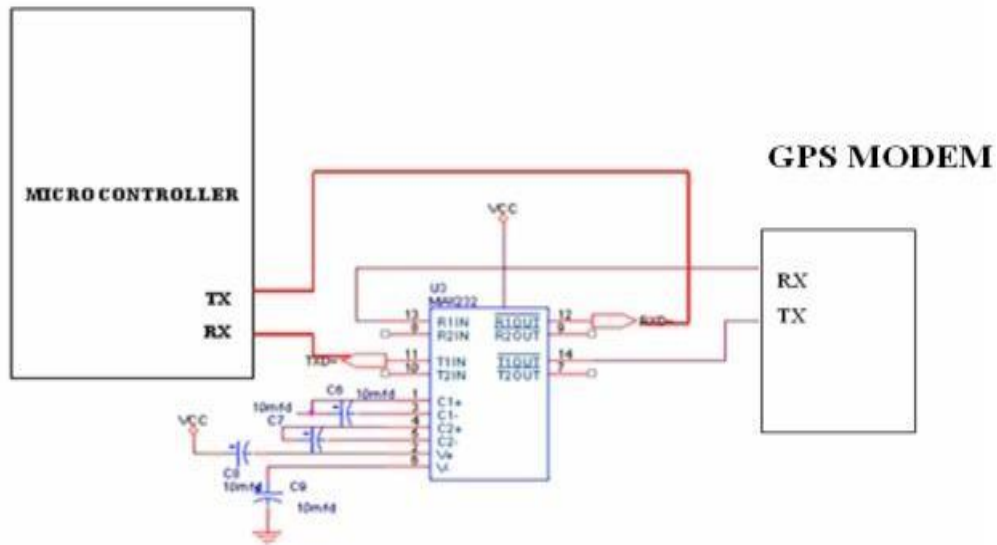 MICROCONTROLLER
TX
RX
GPS MODEM
RX
TX
VCC
U3
MAX232
13 R1IN R1OUT 12 RXD
8 R2IN R2OUT 9
TXD 11 T1IN T1OUT 14
10 T2IN T2OUT 7
C6 10mfd
1 C1+
10mfd 3 C1-
C7 4 C2+
5 C2-
VCC
2 V+
6 V-
C8
10mfd
C9
10mfd